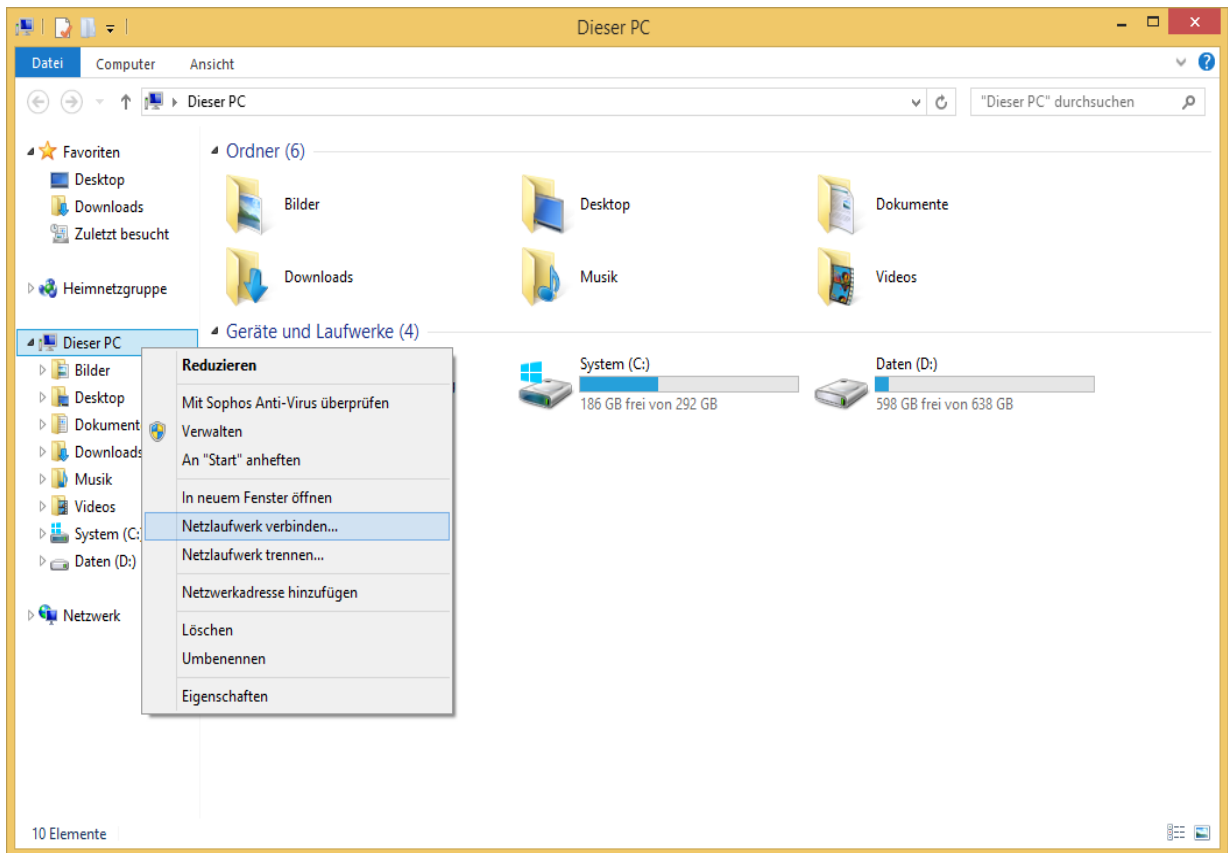 Dieser PC
Datei Computer Ansicht
Dieser PC "Dieser PC" durchsuchen
Favoriten
Desktop
Downloads
Zuletzt besucht
Heimnetzgruppe
Dieser PC
Bilder
Desktop
Dokument
Downloads
Musik
Videos
System (C:
Daten (D:)
Netzwerk
Ordner (6)
Bilder Desktop Dokumente
Downloads Musik Videos
Geräte und Laufwerke (4)
System (C:) Daten (D:)
186 GB frei von 292 GB 598 GB frei von 638 GB
Reduzieren
Mit Sophos Anti-Virus überprüfen
Verwalten
An "Start" anheften
In neuem Fenster öffnen
Netzlaufwerk verbinden...
Netzlaufwerk trennen...
Netzwerkadresse hinzufügen
Löschen
Umbenennen
Eigenschaften
10 Elemente